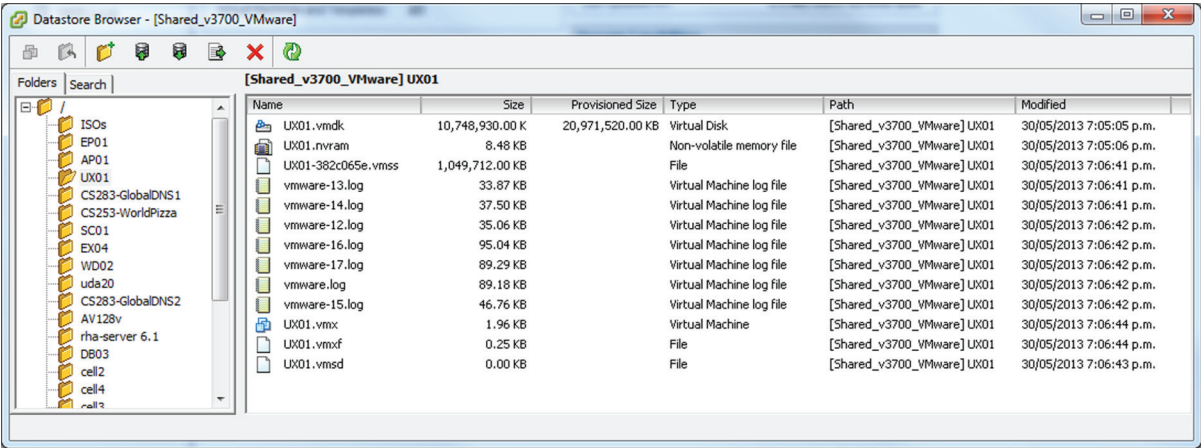 Datastore Browser - [Shared_v3700_VMware]
Folders Search
[Shared_v3700_VMware] UX01
/
ISOs
EP01
AP01
UX01
CS283-GlobalDNS1
CS253-WorldPizza
SC01
EX04
WD02
uda20
CS283-GlobalDNS2
AV128v
rha-server 6.1
DB03
cell2
cell4
cell3
Name Size Provisioned Size Type Path Modified
UX01.vmdk 10,748,930.00 K 20,971,520.00 KB Virtual Disk [Shared_v3700_VMware] UX01 30/05/2013 7:05:05 p.m.
UX01.nvram 8.48 KB Non-volatile memory file [Shared_v3700_VMware] UX01 30/05/2013 7:05:06 p.m.
UX01-382c065e.vmss 1,049,712.00 KB File [Shared_v3700_VMware] UX01 30/05/2013 7:06:41 p.m.
vmware-13.log 33.87 KB Virtual Machine log file [Shared_v3700_VMware] UX01 30/05/2013 7:06:41 p.m.
vmware-14.log 37.50 KB Virtual Machine log file [Shared_v3700_VMware] UX01 30/05/2013 7:06:41 p.m.
vmware-12.log 35.06 KB Virtual Machine log file [Shared_v3700_VMware] UX01 30/05/2013 7:06:42 p.m.
vmware-16.log 95.04 KB Virtual Machine log file [Shared_v3700_VMware] UX01 30/05/2013 7:06:42 p.m.
vmware-17.log 89.29 KB Virtual Machine log file [Shared_v3700_VMware] UX01 30/05/2013 7:06:42 p.m.
vmware.log 89.18 KB Virtual Machine log file [Shared_v3700_VMware] UX01 30/05/2013 7:06:42 p.m.
vmware-15.log 46.76 KB Virtual Machine log file [Shared_v3700_VMware] UX01 30/05/2013 7:06:42 p.m.
UX01.vmx 1.96 KB Virtual Machine [Shared_v3700_VMware] UX01 30/05/2013 7:06:44 p.m.
UX01.vmxf 0.25 KB File [Shared_v3700_VMware] UX01 30/05/2013 7:06:44 p.m.
UX01.vmsd 0.00 KB File [Shared_v3700_VMware] UX01 30/05/2013 7:06:43 p.m.